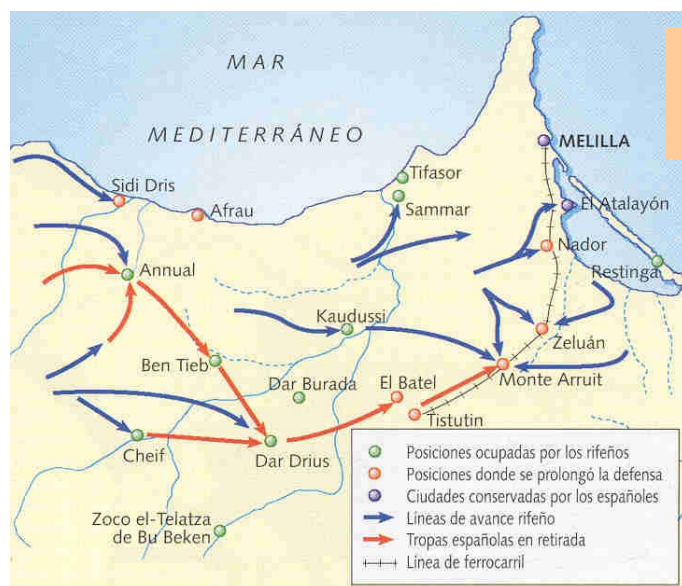 MAR
MEDITERRÁNEO
MELILLA
Tifasor
Sidi Dris
Sammar
El Atalayón
Afrau
Nador
Annual
Restinga
Kaudussi
Zeluán
Ben Tieb
Monte Arruit
Dar Burada
El Batel
Tistutin
Cheif
Dar Drius
Zoco el-Telatza
de Bu Beken
Posiciones ocupadas por los rifeños
Posiciones donde se prolongó la defensa
Ciudades conservadas por los españoles
Líneas de avance rifeño
Tropas españolas en retirada
Línea de ferrocarril